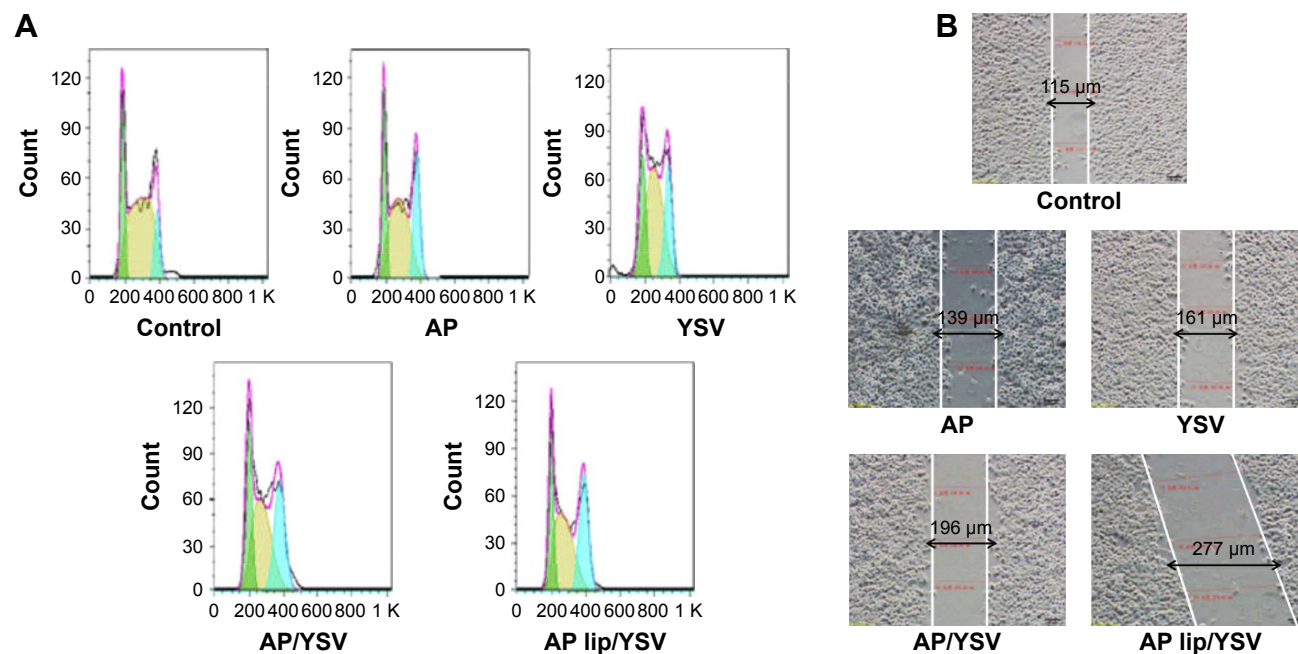 A
120
90
60
30
0
Count
0 200 400 600 800 1 K
Control
120
90
60
30
0
Count
0 200 400 600 800 1 K
AP
120
90
60
30
0
Count
0 200 400 600 800 1 K
YSV
120
90
60
30
0
Count
0 200 400 600 800 1 K
AP/YSV
120
90
60
30
0
Count
0 200 400 600 800 1 K
AP lip/YSV
B
115 µm
Control
139 µm
AP
161 µm
YSV
196 µm
AP/YSV
277 µm
AP lip/YSV